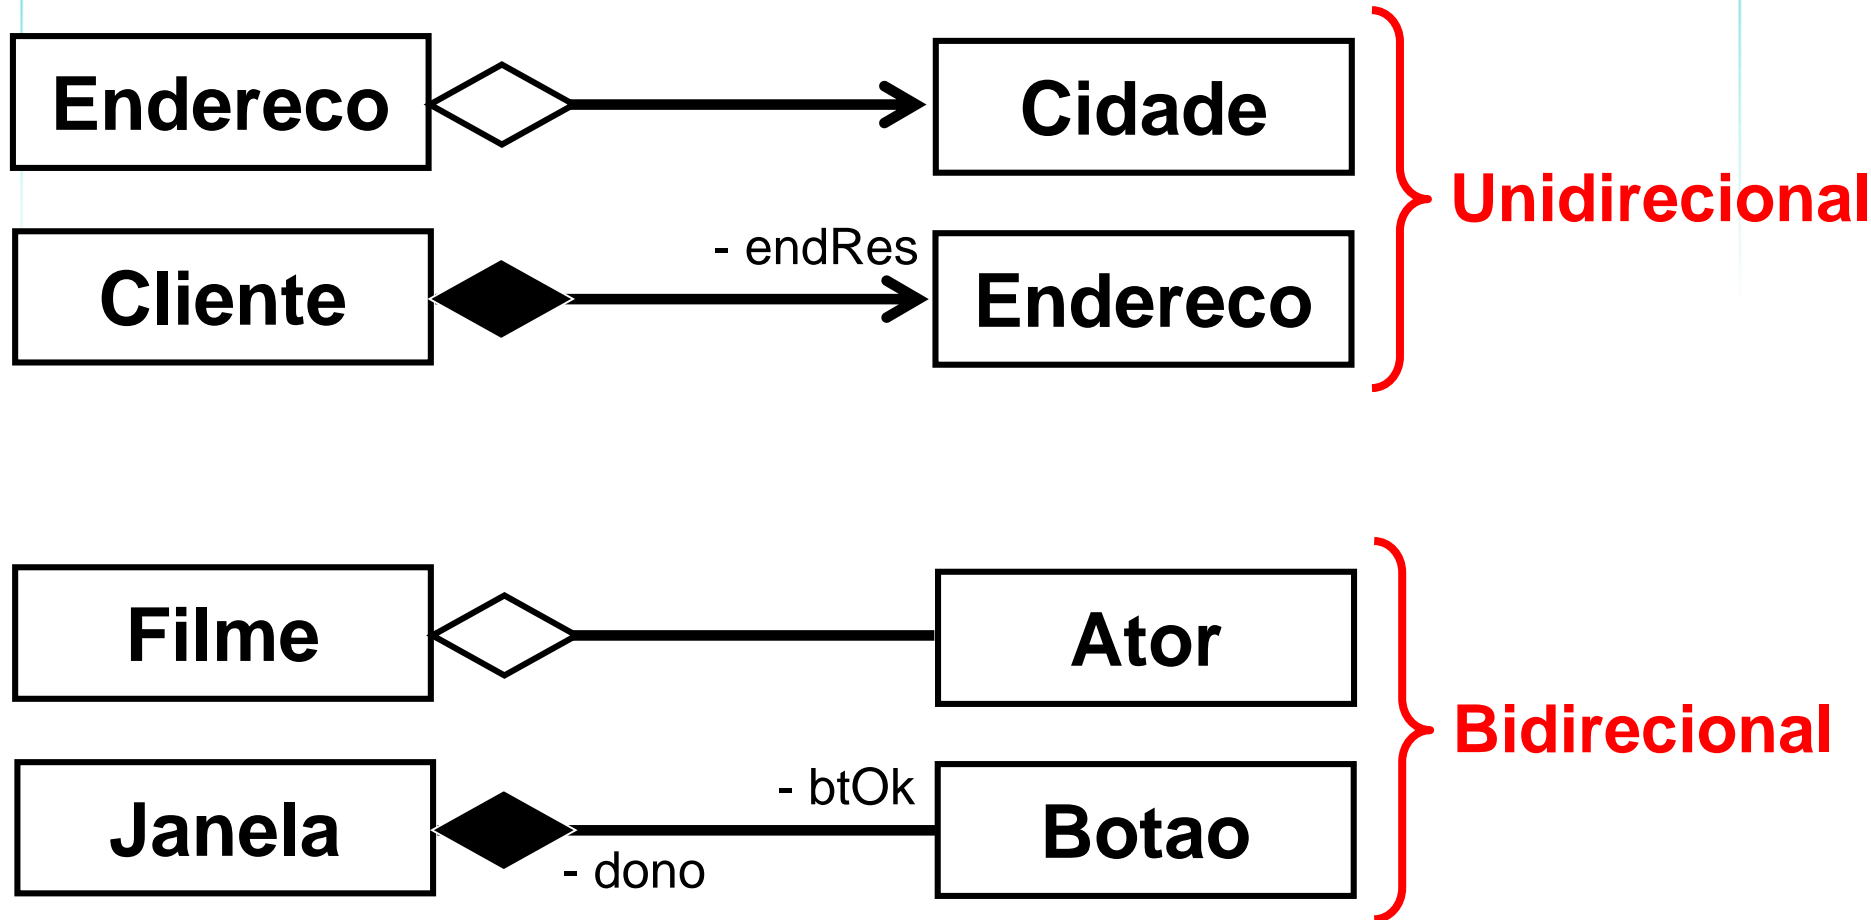 Endereco
Cidade
Unidirecional
- endRes
Cliente
Endereco
Filme
Ator
Bidirecional
- btOk
Janela
Botao
- dono